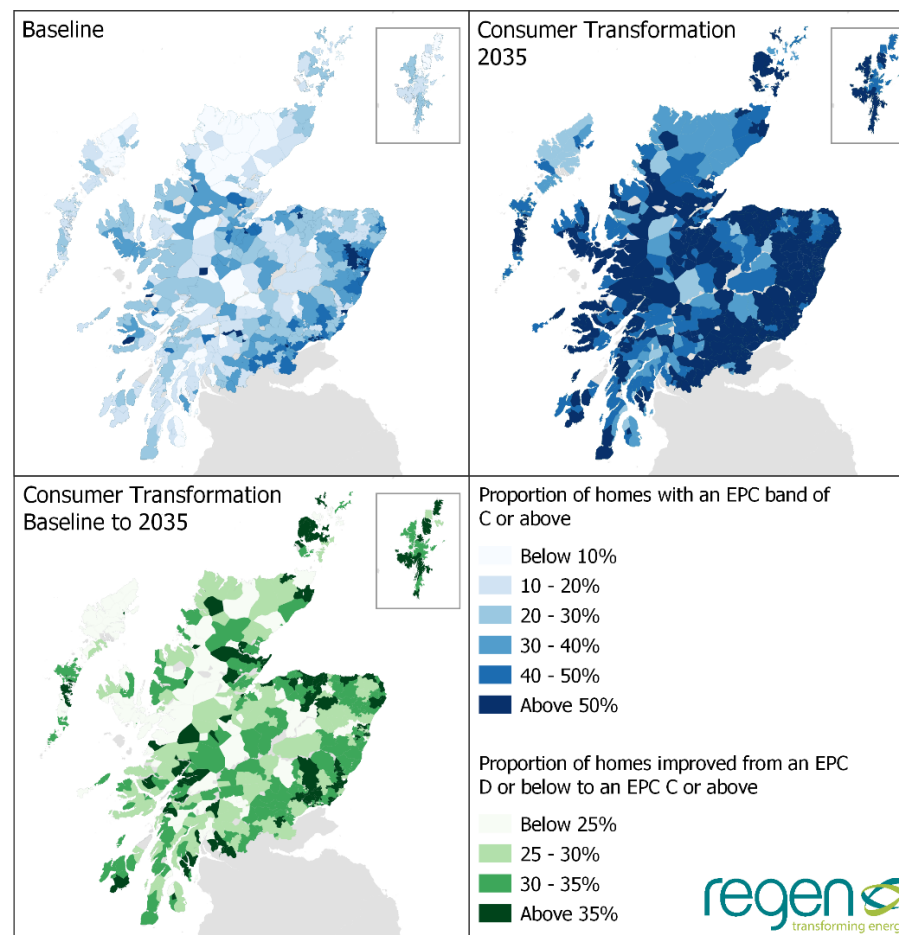 Baseline
Consumer Transformation
2035
Consumer Transformation
Baseline to 2035
Proportion of homes with an EPC band of
C or above
Below 10%
10 - 20%
20 - 30%
30 - 40%
40 - 50%
Above 50%
Proportion of homes improved from an EPC
D or below to an EPC C or above
Below 25%
25 - 30%
30 - 35%
Above 35%
regen
transforming energ